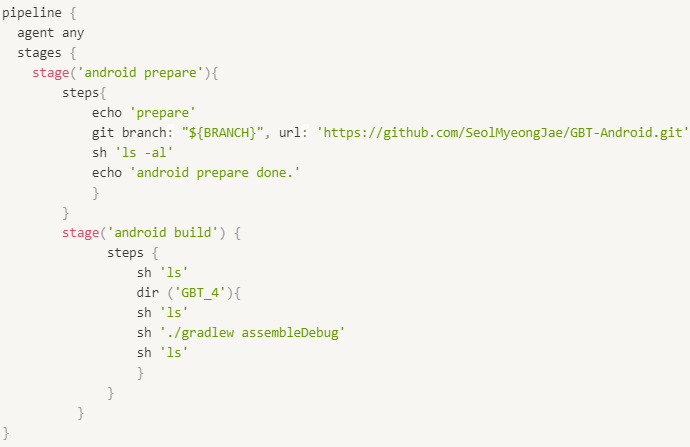 pipeline {
agent any
stages {
stage('android prepare'){
steps{
echo 'prepare'
git branch: "${BRANCH}", url: 'https://github.com/SeolMyeongJae/GBT-Android.git'
sh 'ls -al'
echo 'android prepare done.'
}
}
stage('android build') {
steps {
sh 'ls'
dir ('GBT_4'){
sh 'ls'
sh './gradlew assembleDebug'
sh 'ls'
}
}
}
}